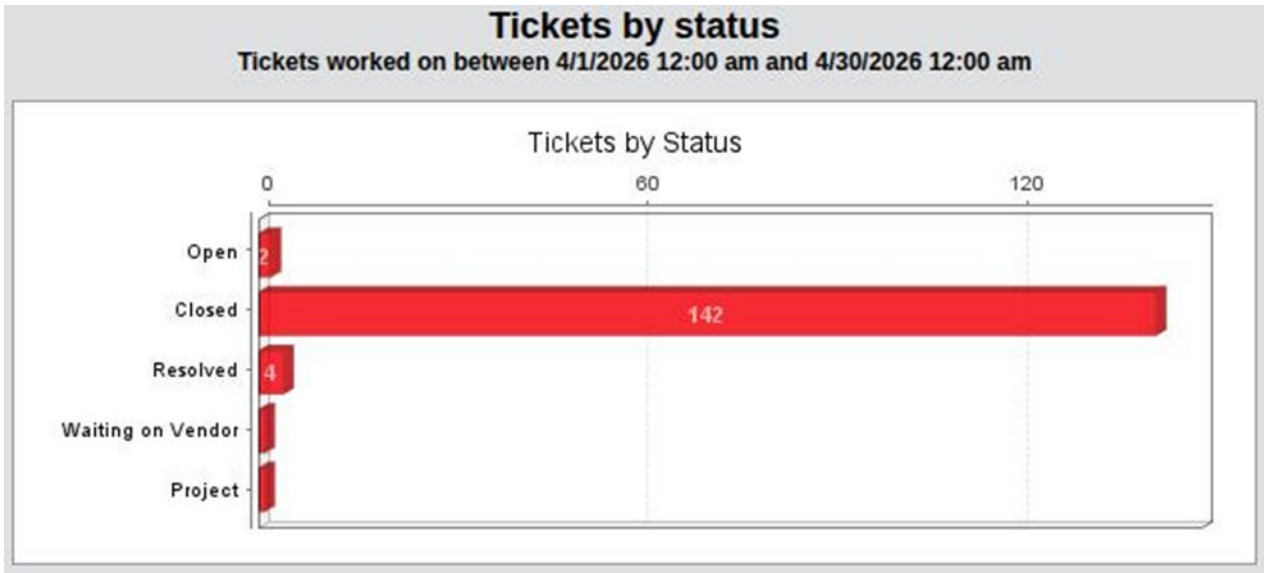 Tickets by status
Tickets worked on between 4/1/2026 12:00 am and 4/30/2026 12:00 am
Tickets by Status
0 60 120
Open 2
Closed 142
Resolved 4
Waiting on Vendor
Project